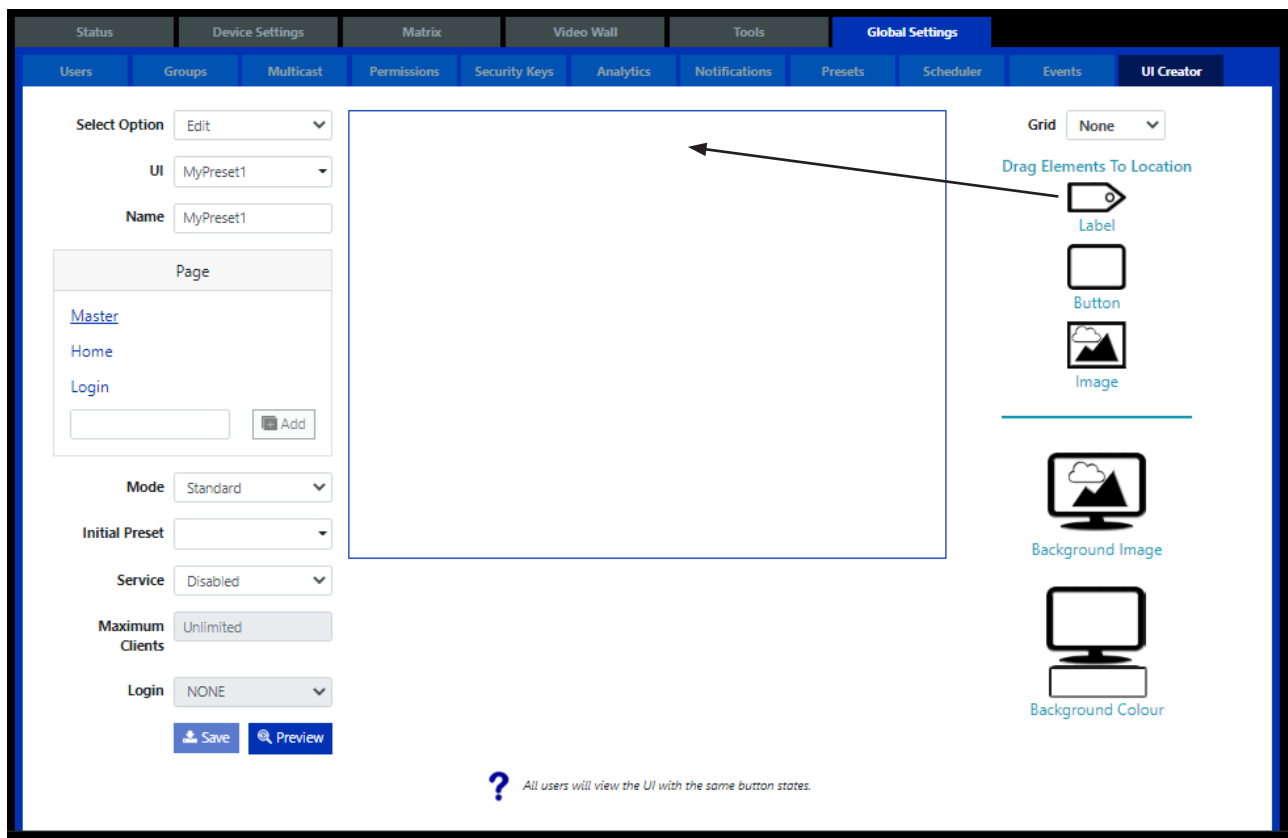 Status Device Settings Matrix Video Wall Tools Global Settings
Users Groups Multicast Permissions Security Keys Analytics Notifications Presets Scheduler Events UI Creator
Select Option Edit
UI MyPreset1
Name MyPreset1
Page
Master
Home
Login
Add
Mode Standard
Initial Preset
Service Disabled
Maximum Clients Unlimited
Login NONE
Save Preview
Grid None
Drag Elements To Location
Label
Button
Image
Background Image
Background Colour
? All users will view the UI with the same button states.